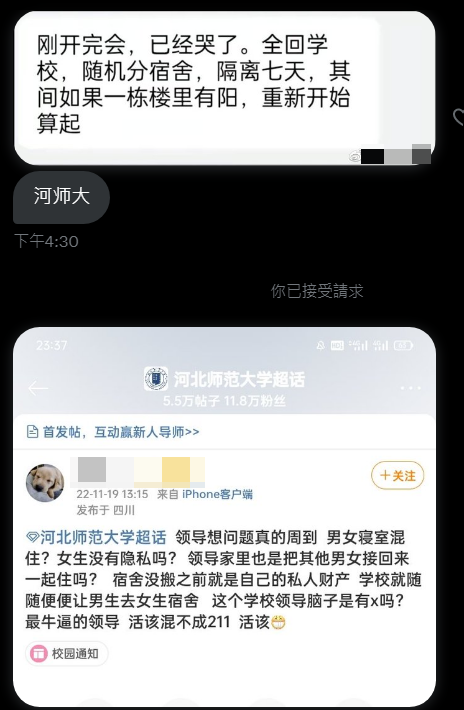 刚开完会，已经哭了。全回学
校，随机分宿舍，隔离七天，其
间如果一栋楼里有阳，重新开始
算起
河师大
下午4:30
你已接受請求
23:37
河北师范大学超话
5.5万帖子 11.8万粉丝
首发帖，互动赢新人导师>>
22-11-19 13:15 来自 iPhone客户端
发布于 四川
+关注
河北师范大学超话 领导想问题真的周到 男女寝室混
住？女生没有隐私吗？ 领导家里也是把其他男女接回来
一起住吗？ 宿舍没搬之前就是自己的私人财产 学校就随
随便便让男生去女生宿舍 这个学校领导脑子是有x吗？
最牛逼的领导 活该混不成211 活该
校园通知